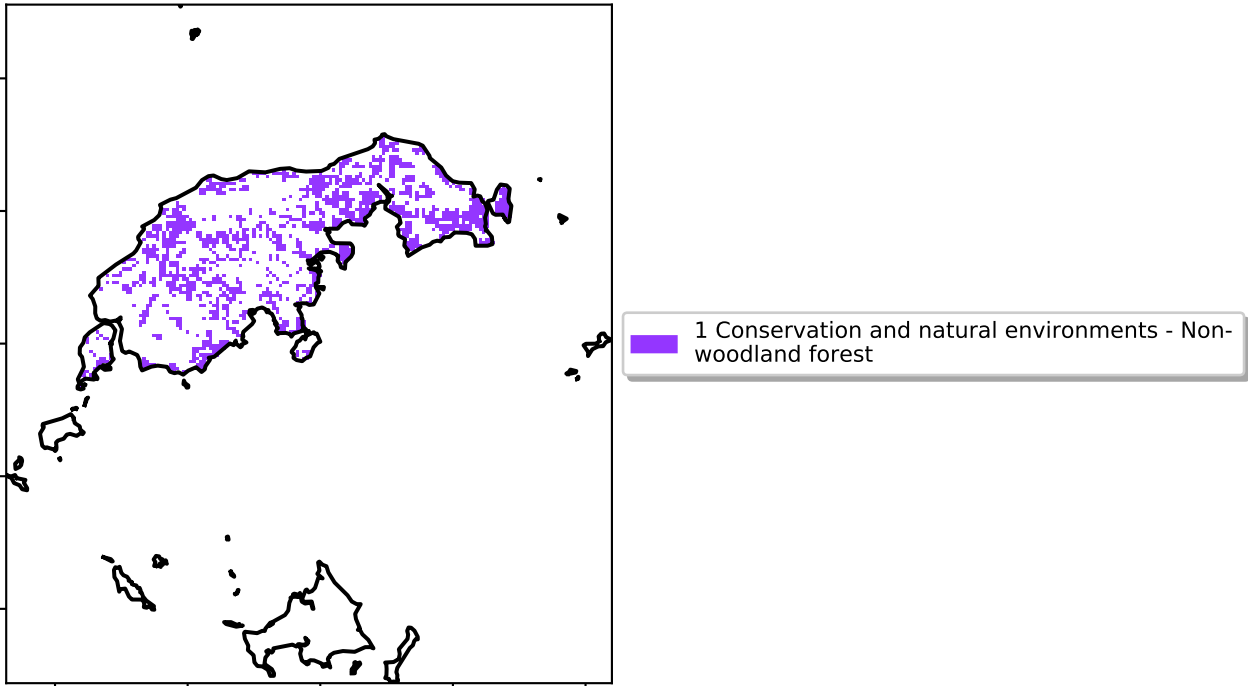 1 Conservation and natural environments - Non-
woodland forest